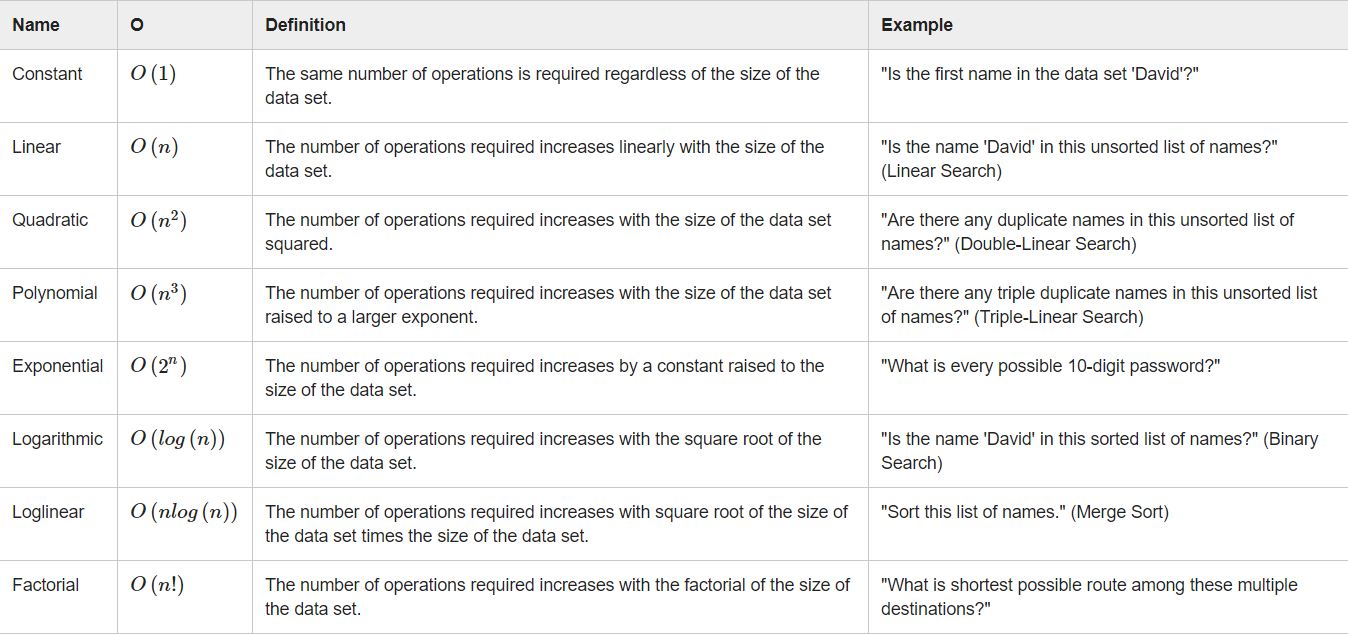 Name O Definition Example
Constant O (1) The same number of operations is required regardless of the size of the "Is the first name in the data set 'David'?"
data set.
Linear O (n) The number of operations required increases linearly with the size of the "Is the name 'David' in this unsorted list of names?"
data set. (Linear Search)
Quadratic O (n²) The number of operations required increases with the size of the data set "Are there any duplicate names in this unsorted list of
squared. names?" (Double-Linear Search)
Polynomial O (n³) The number of operations required increases with the size of the data set "Are there any triple duplicate names in this unsorted list
raised to a larger exponent. of names?" (Triple-Linear Search)
Exponential O (2ⁿ) The number of operations required increases by a constant raised to the "What is every possible 10-digit password?"
size of the data set.
Logarithmic O (log (n)) The number of operations required increases with the square root of the "Is the name 'David' in this sorted list of names?" (Binary
size of the data set. Search)
Loglinear O (nlog (n)) The number of operations required increases with square root of the size of "Sort this list of names." (Merge Sort)
the data set times the size of the data set.
Factorial O (n!) The number of operations required increases with the factorial of the size of "What is shortest possible route among these multiple
the data set. destinations?"